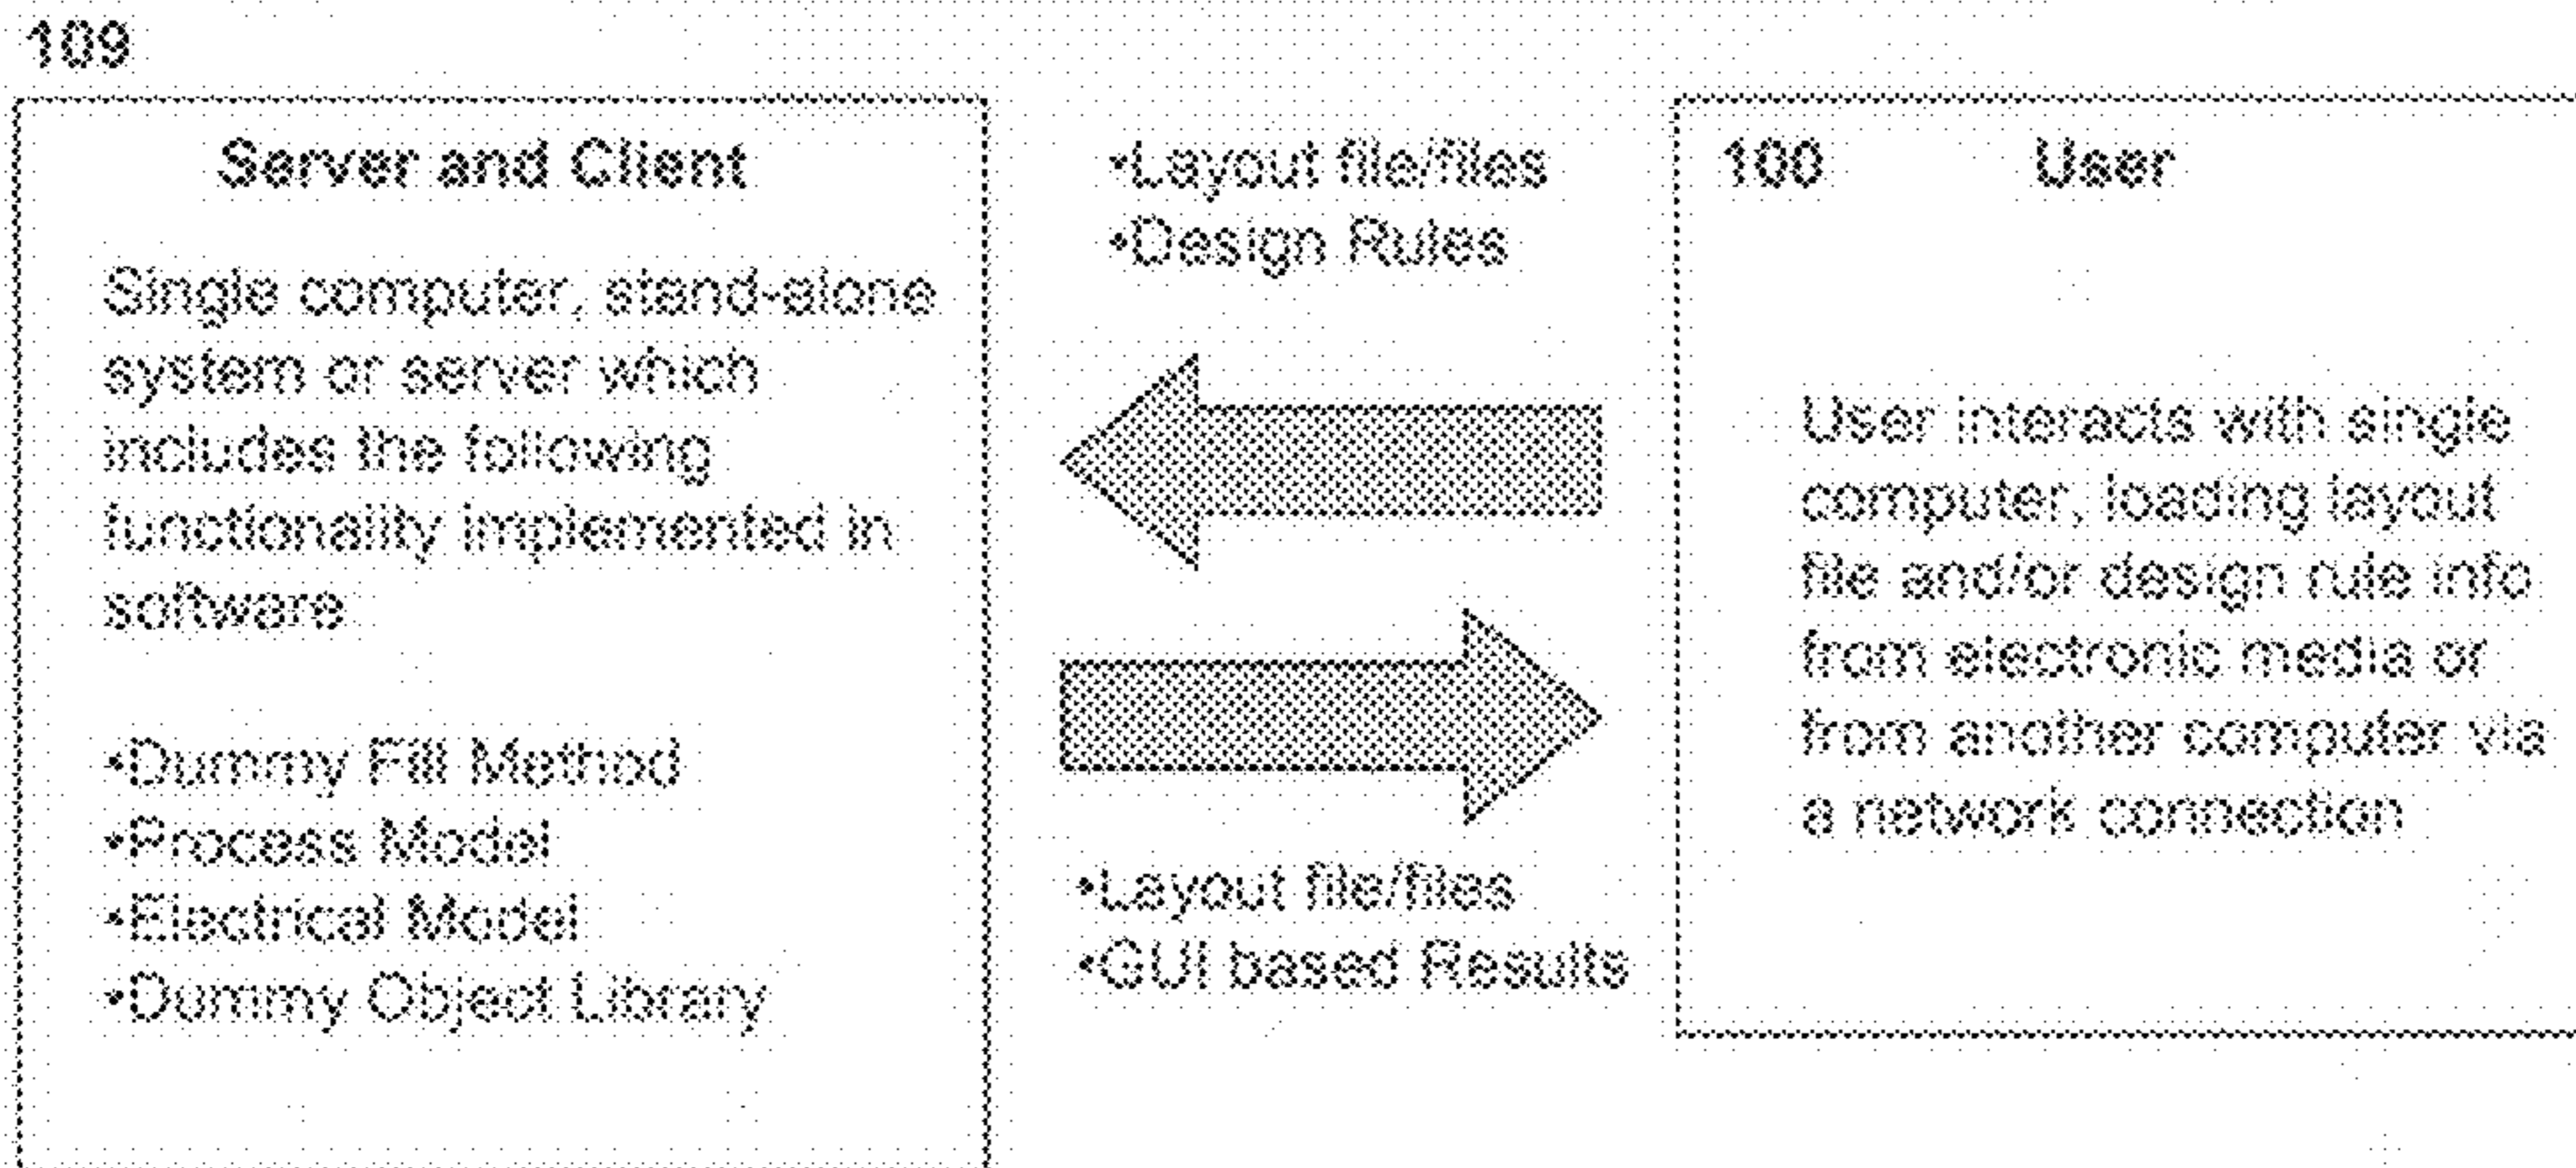 109
Server and Client
Single computer, stand-alone
system or server which
includes the following
functionality implemented in
software
•Dummy Fill Method
•Process Model
•Electrical Model
•Dummy Object Library
•Layout file/files
•Design Rules
•Layout file/files
•GUI based Results
100 User
User interacts with single
computer, loading layout
file and/or design rule info
from electronic media or
from another computer via
a network connection